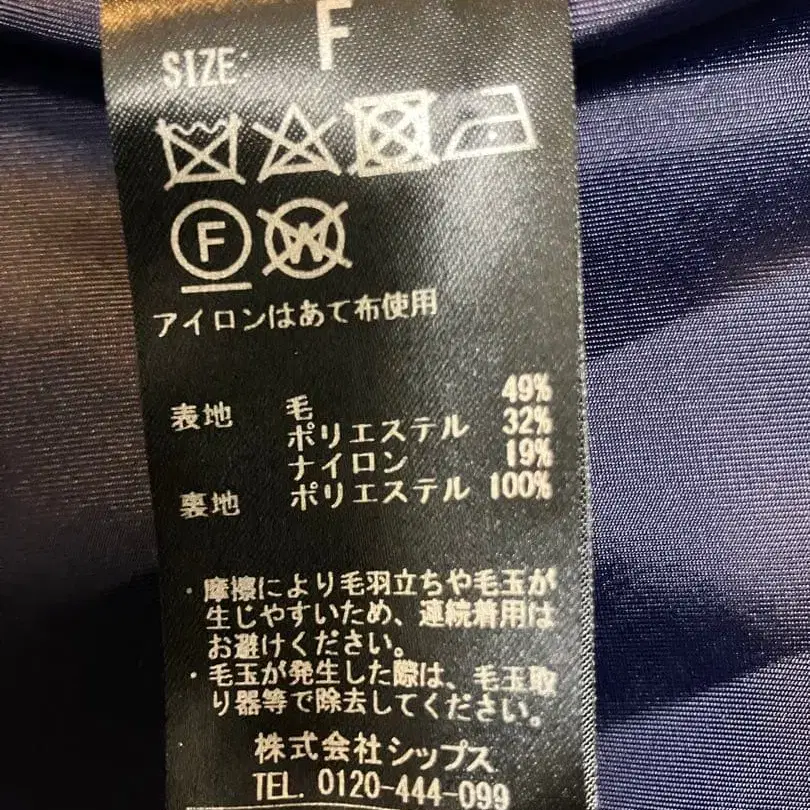 SIZE: F
F W
アイロンはあて布使用
表地 毛 49%
ポリエステル 32%
ナイロン 19%
裏地 ポリエステル 100%
・摩擦により毛羽立ちや毛玉が
生じやすいため、連続着用は
お避けください。
・毛玉が発生した際は、毛玉取
り器等で除去してください。
株式会社シップス
TEL. 0120-444-099